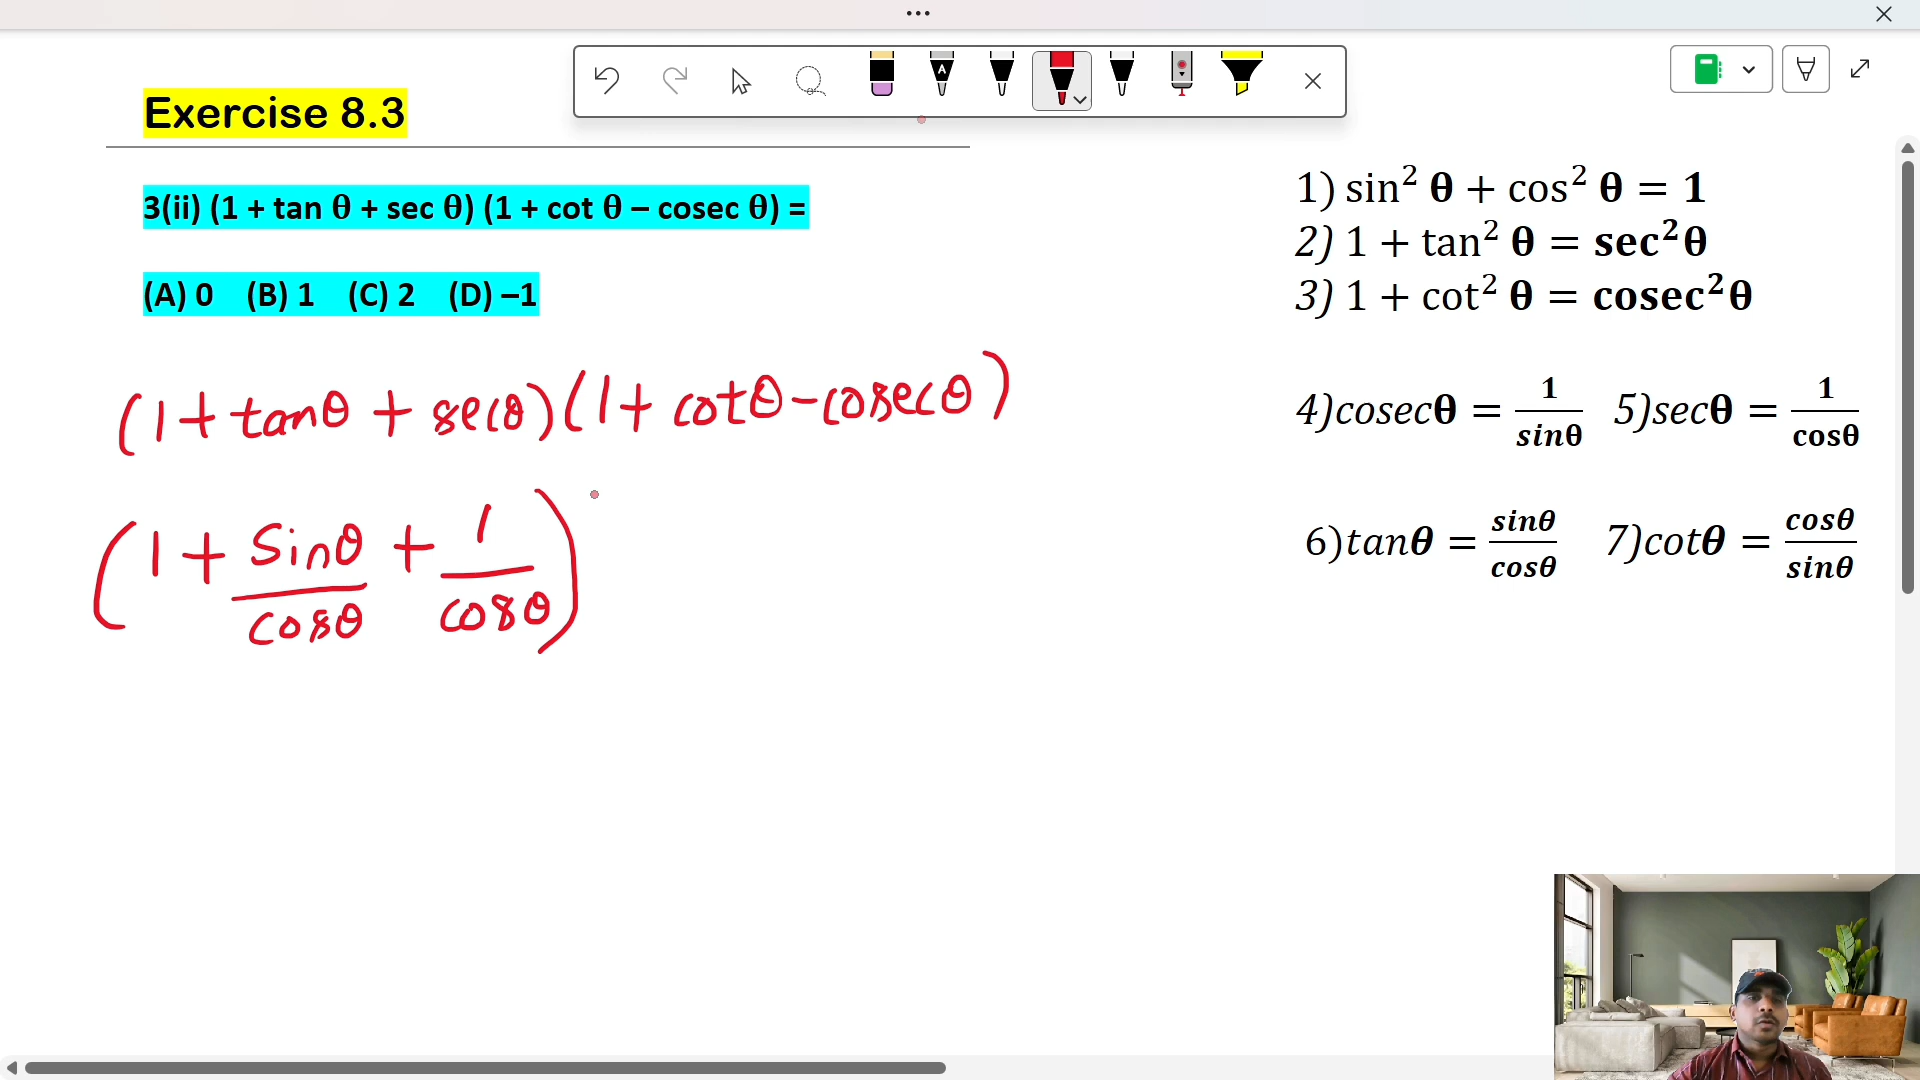 Exercise 8.3
3(ii) (1 + tan θ + sec θ) (1 + cot θ – cosec θ) =
(A) 0 (B) 1 (C) 2 (D) –1
(1 + tanθ + secθ)(1 + cotθ - cosecθ)
(1 + sinθ/cosθ + 1/cosθ)
1) sin² θ + cos² θ = 1
2) 1 + tan² θ = sec²θ
3) 1 + cot² θ = cosec²θ
4)cosecθ = 1/sinθ 5)secθ = 1/cosθ
6)tanθ = sinθ/cosθ 7)cotθ = cosθ/sinθ